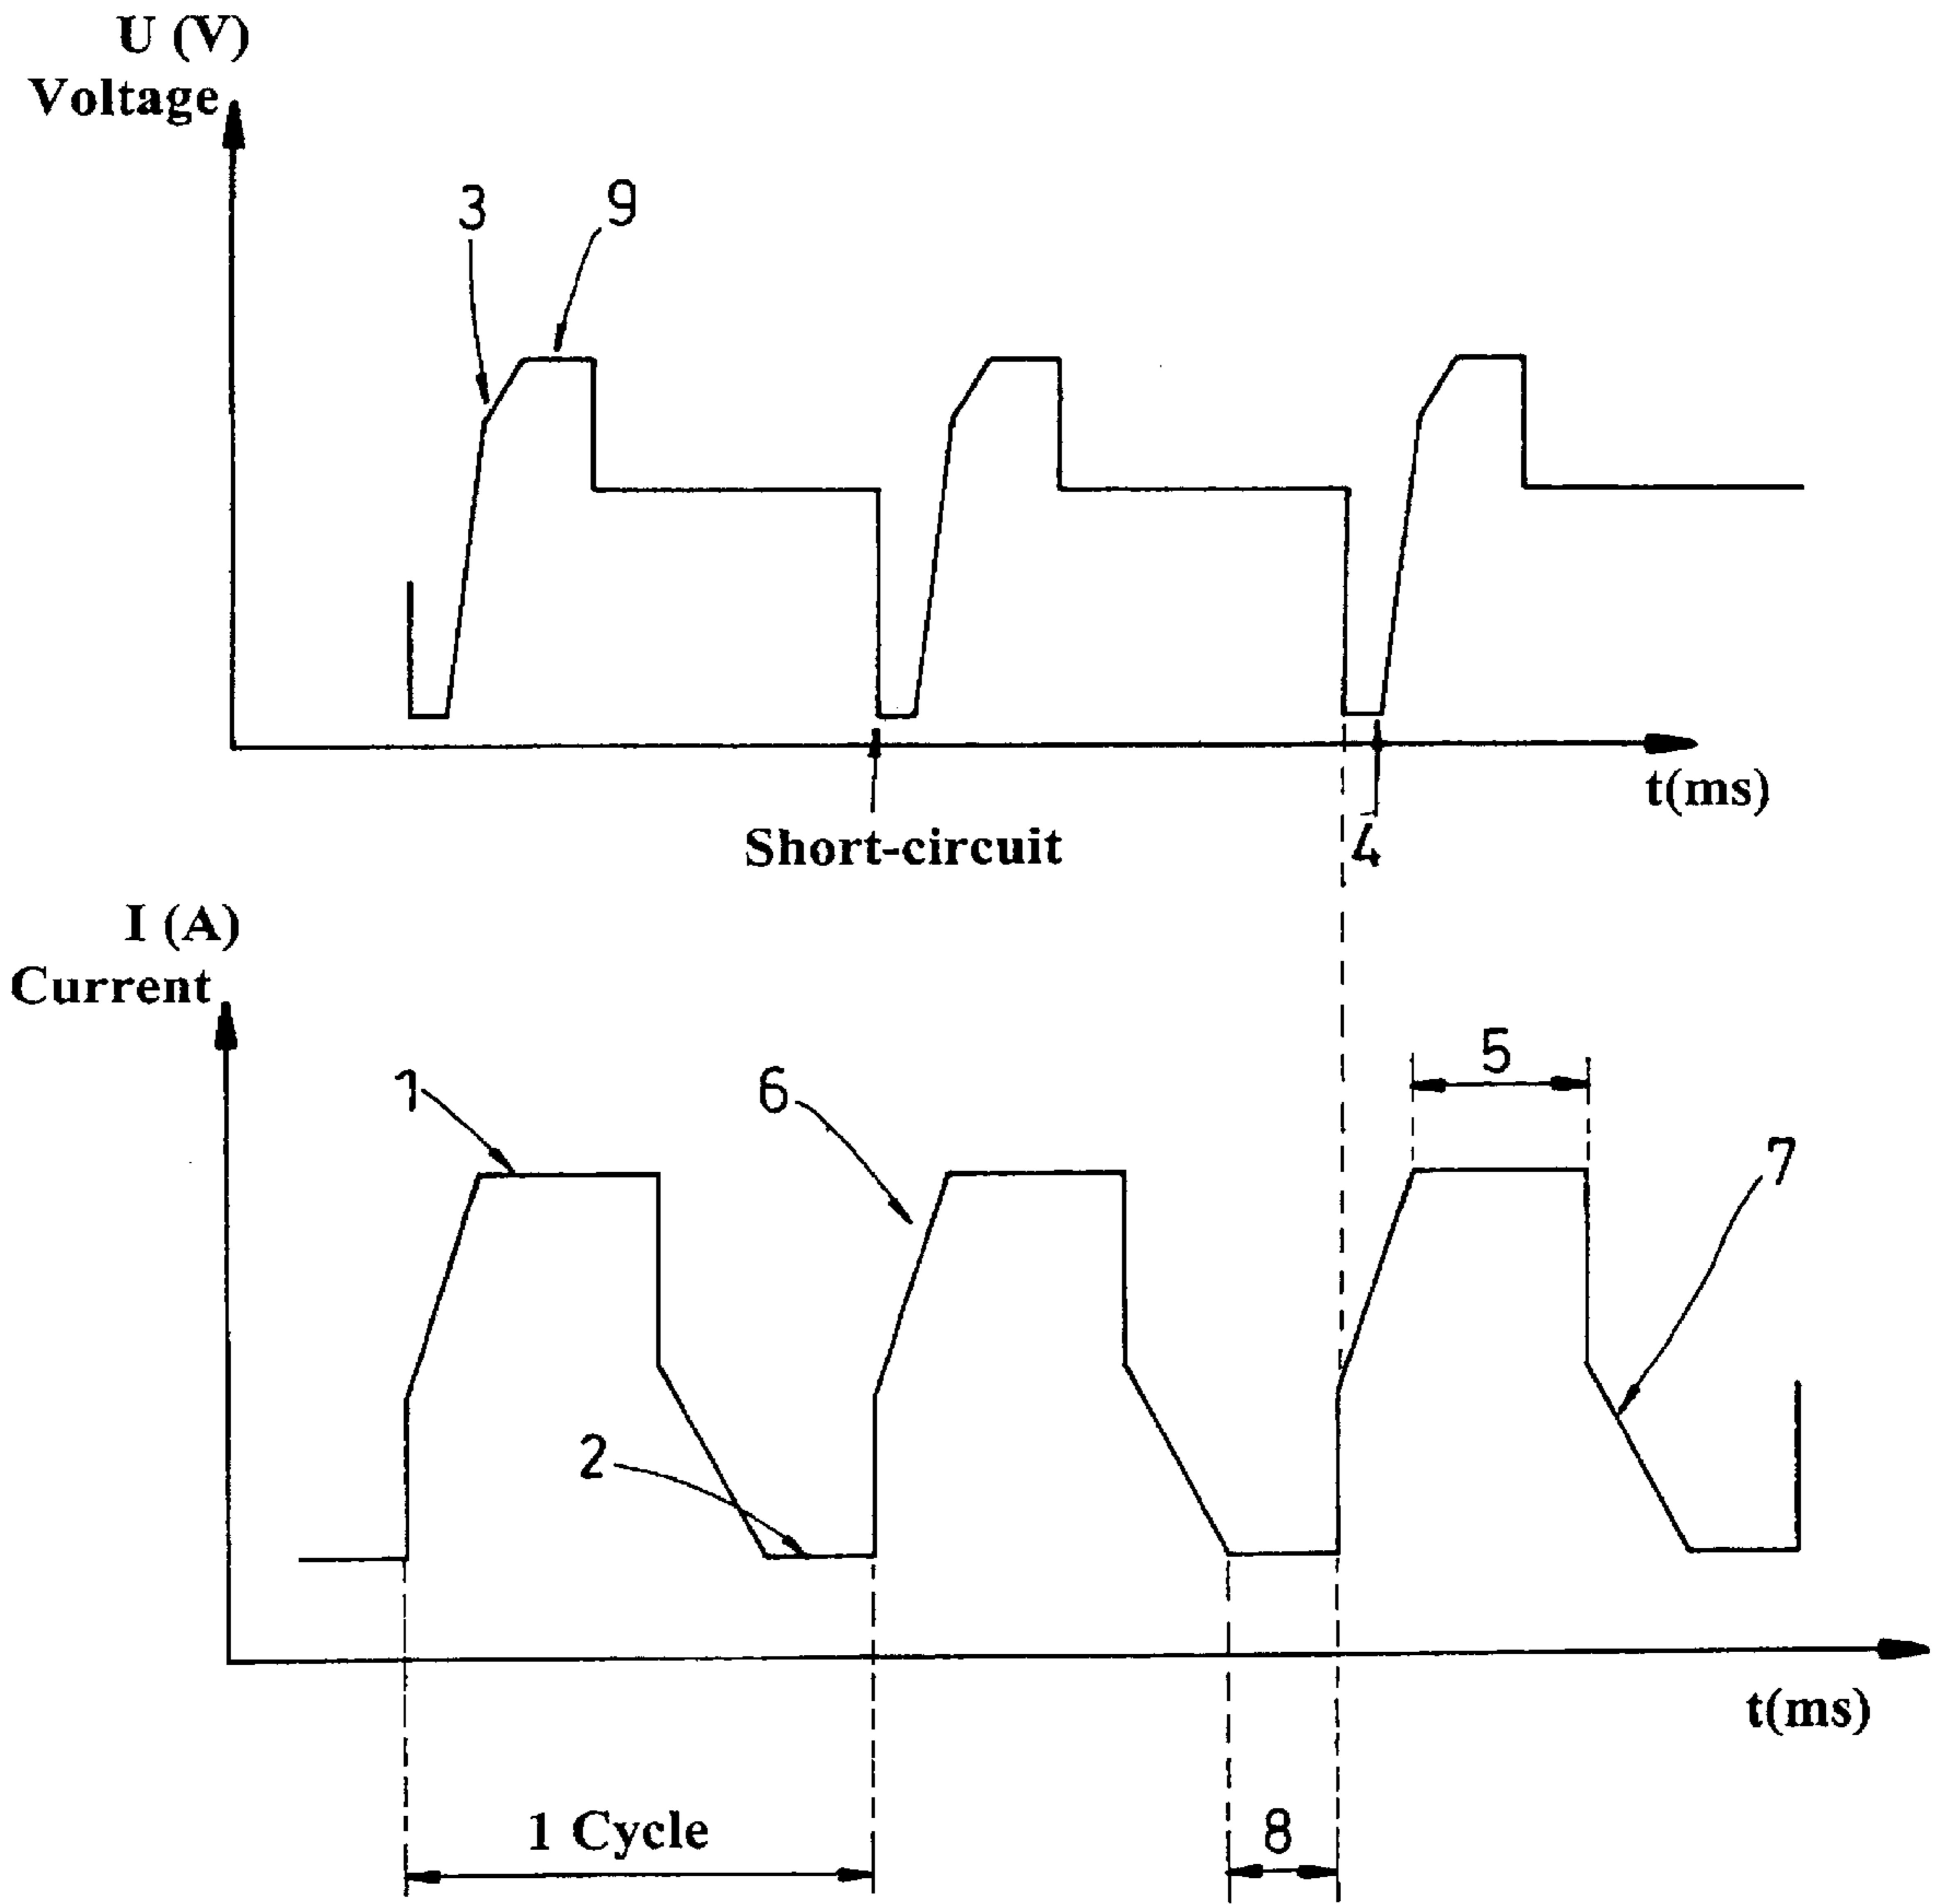 U (V)
Voltage
3
9
t(ms)
Short-circuit
4
I (A)
Current
1
6
5
7
2
t(ms)
1 Cycle
8